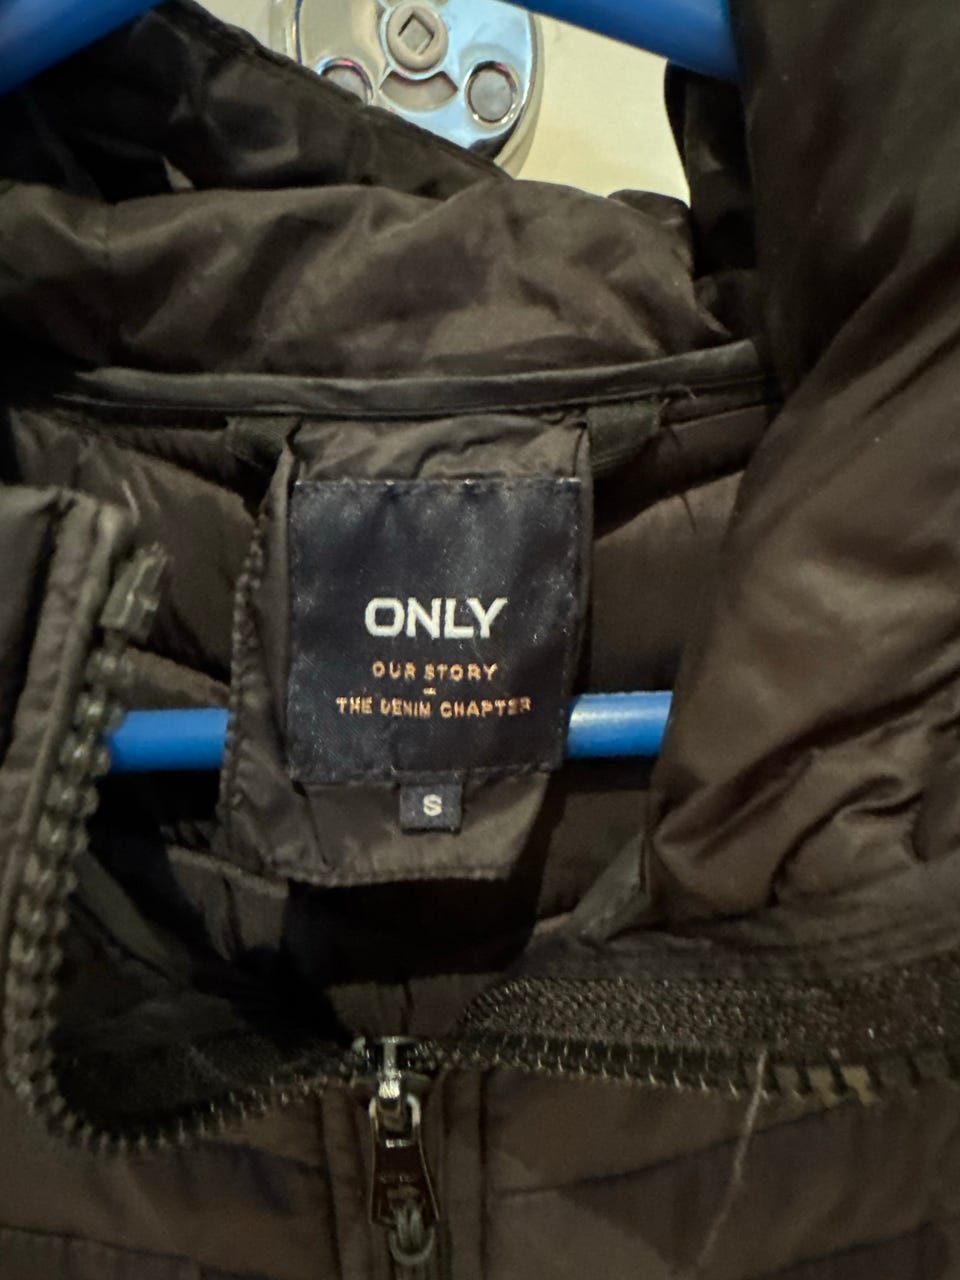 ONLY
OUR STORY
–
THE DENIM CHAPTER
S